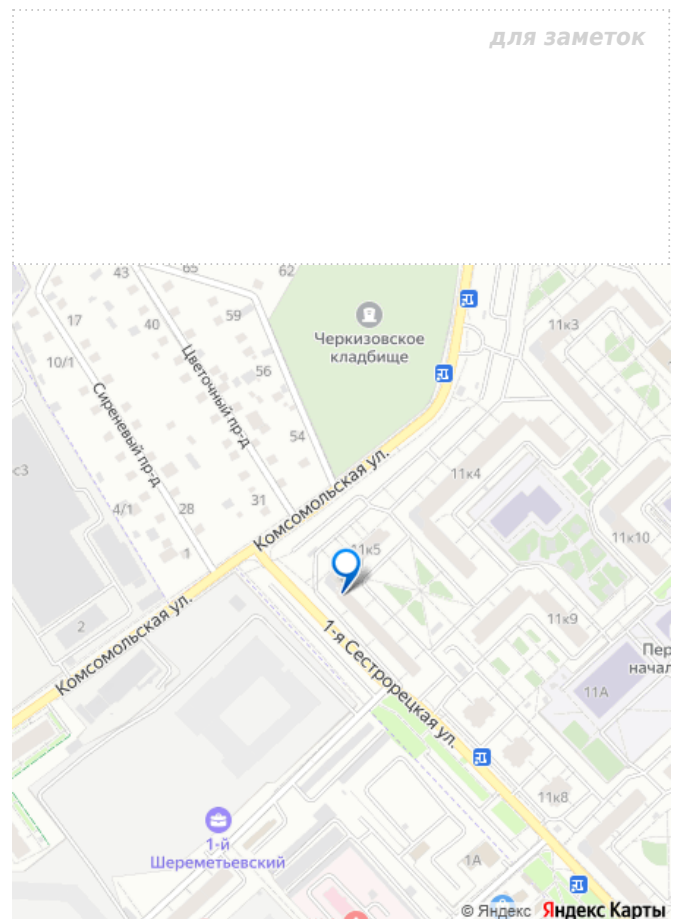 для заметок
43
65
62
17
40
59
Черкизовское
кладбище
11к3
10/1
Цветочный пр-д
56
Сиреневый пр-д
54
Комсомольская ул.
с3
11к4
4/1
28
31
11к10
1
11к5
2
11к9
Комсомольская ул.
1-я Сестрорецкая ул.
Пер
начал
11А
11к8
1-й
Шереметьевский
1А
© Яндекс Яндекс Карты